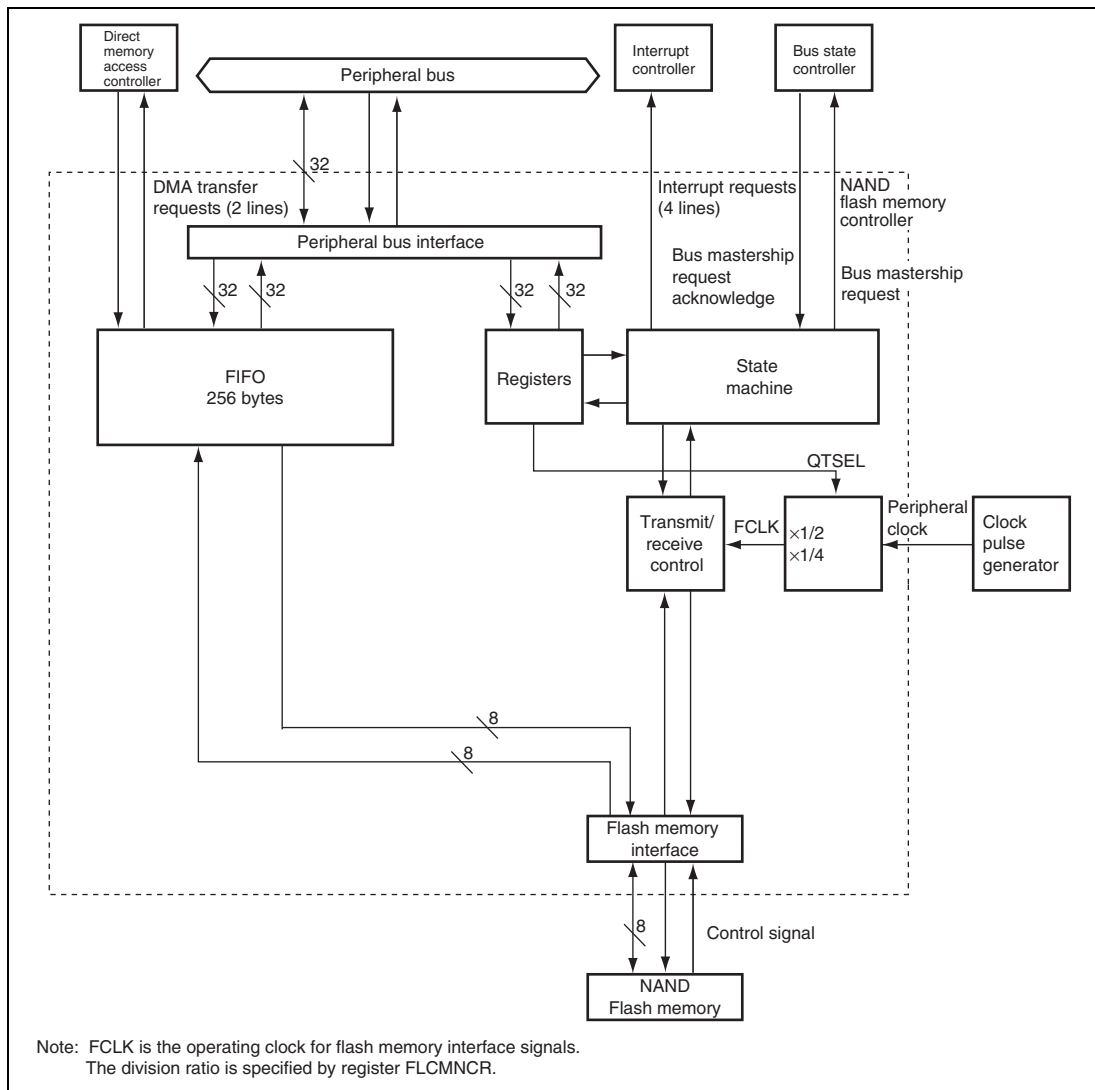 Direct
memory
access
controller
Peripheral bus
Interrupt
controller
Bus state
controller
32
DMA transfer
requests (2 lines)
Interrupt requests
(4 lines)
NAND
flash memory
controller
Peripheral bus interface
Bus mastership
request
acknowledge
Bus mastership
request
32
32
32
32
FIFO
256 bytes
Registers
State
machine
QTSEL
Transmit/
receive
control
FCLK
×1/2
×1/4
Peripheral
clock
Clock
pulse
generator
8
8
Flash memory
interface
8
Control signal
NAND
Flash memory
Note: FCLK is the operating clock for flash memory interface signals.
The division ratio is specified by register FLCMNCR.